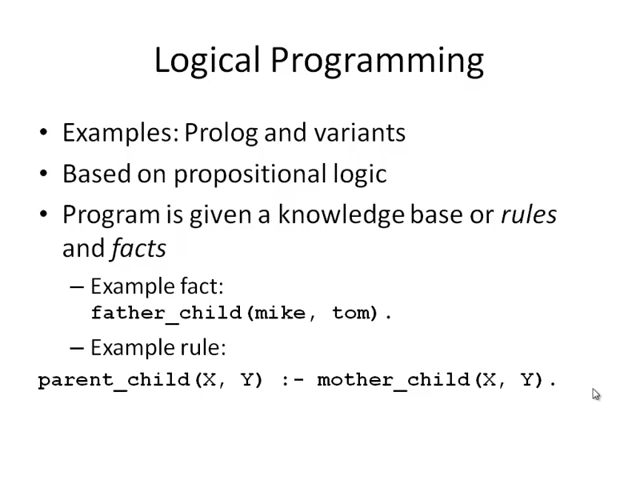 Logical Programming
• Examples: Prolog and variants
• Based on propositional logic
• Program is given a knowledge base or rules
and facts
– Example fact:
father_child(mike, tom).
– Example rule:
parent_child(X, Y) :- mother_child(X, Y).